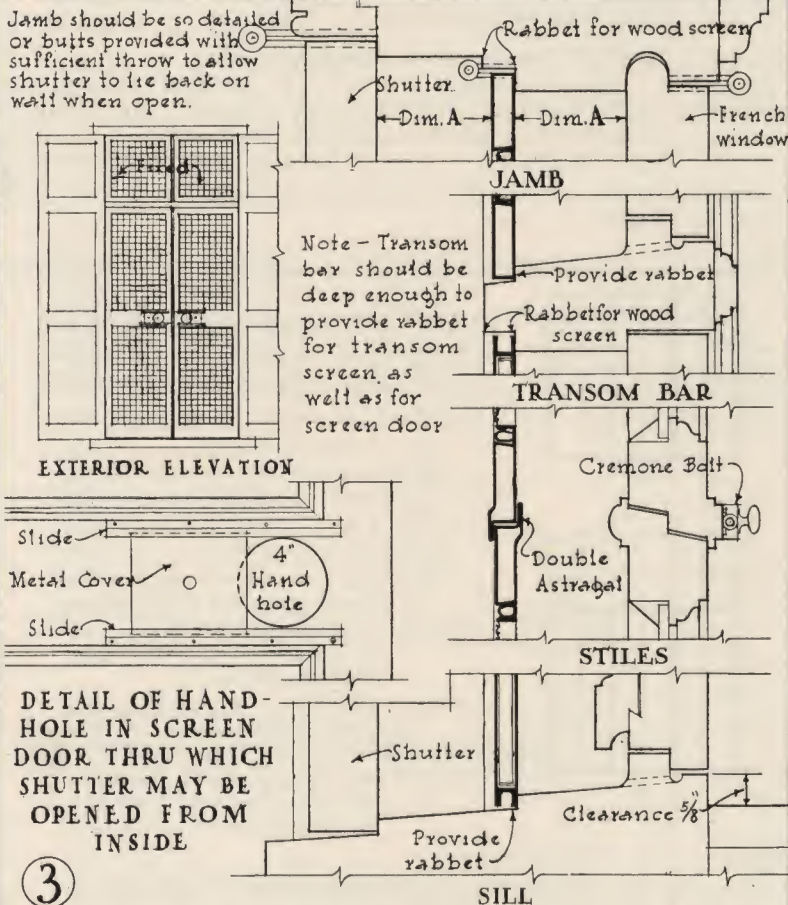 Jamb should be so detailed
or butts provided with
sufficient throw to allow
shutter to lie back on
wall when open.
Rabbet for wood screen
Shutter
Dim. A
Dim. A
French
window
JAMB
Fixed
EXTERIOR ELEVATION
Note - Transom
bar should be
deep enough to
provide rabbet
for transom
screen as
well as for
screen door
Provide rabbet
Rabbet for wood
screen
TRANSOM BAR
Cremone Bolt
Double
Astragal
STILES
Slide
Metal Cover
4"
Hand
hole
Slide
DETAIL OF HAND-
HOLE IN SCREEN
DOOR THRU WHICH
SHUTTER MAY BE
OPENED FROM
INSIDE
3
Shutter
Provide
rabbet
Clearance 5/8"
SILL